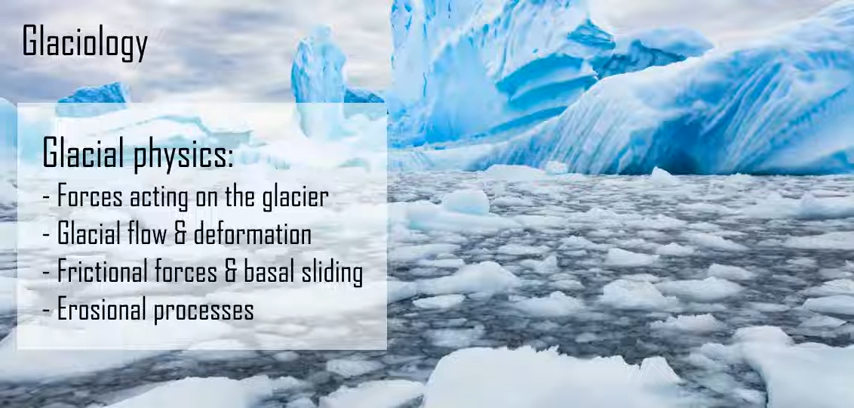 Glaciology
Glacial physics:
- Forces acting on the glacier
- Glacial flow & deformation
- Frictional forces & basal sliding
- Erosional processes